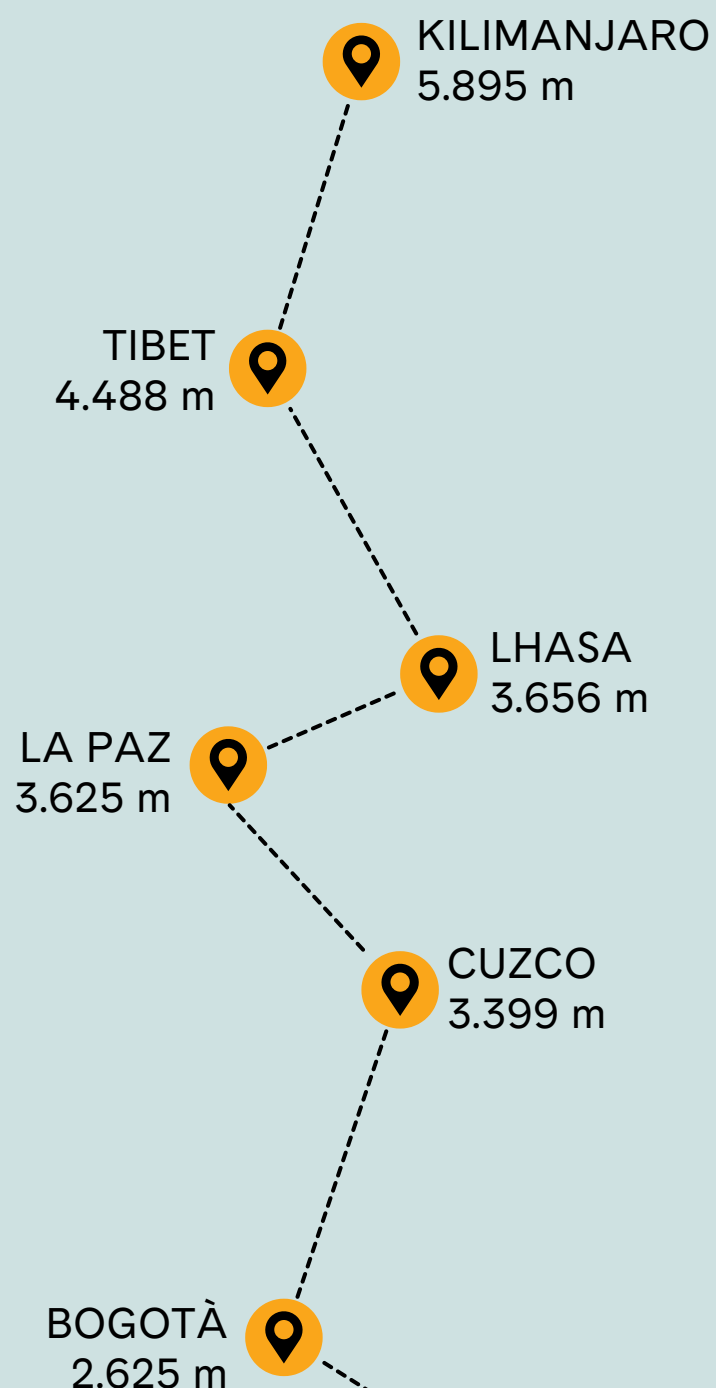 KILIMANJARO
5.895 m
TIBET
4.488 m
LHASA
3.656 m
LA PAZ
3.625 m
CUZCO
3.399 m
BOGOTÀ
2.625 m